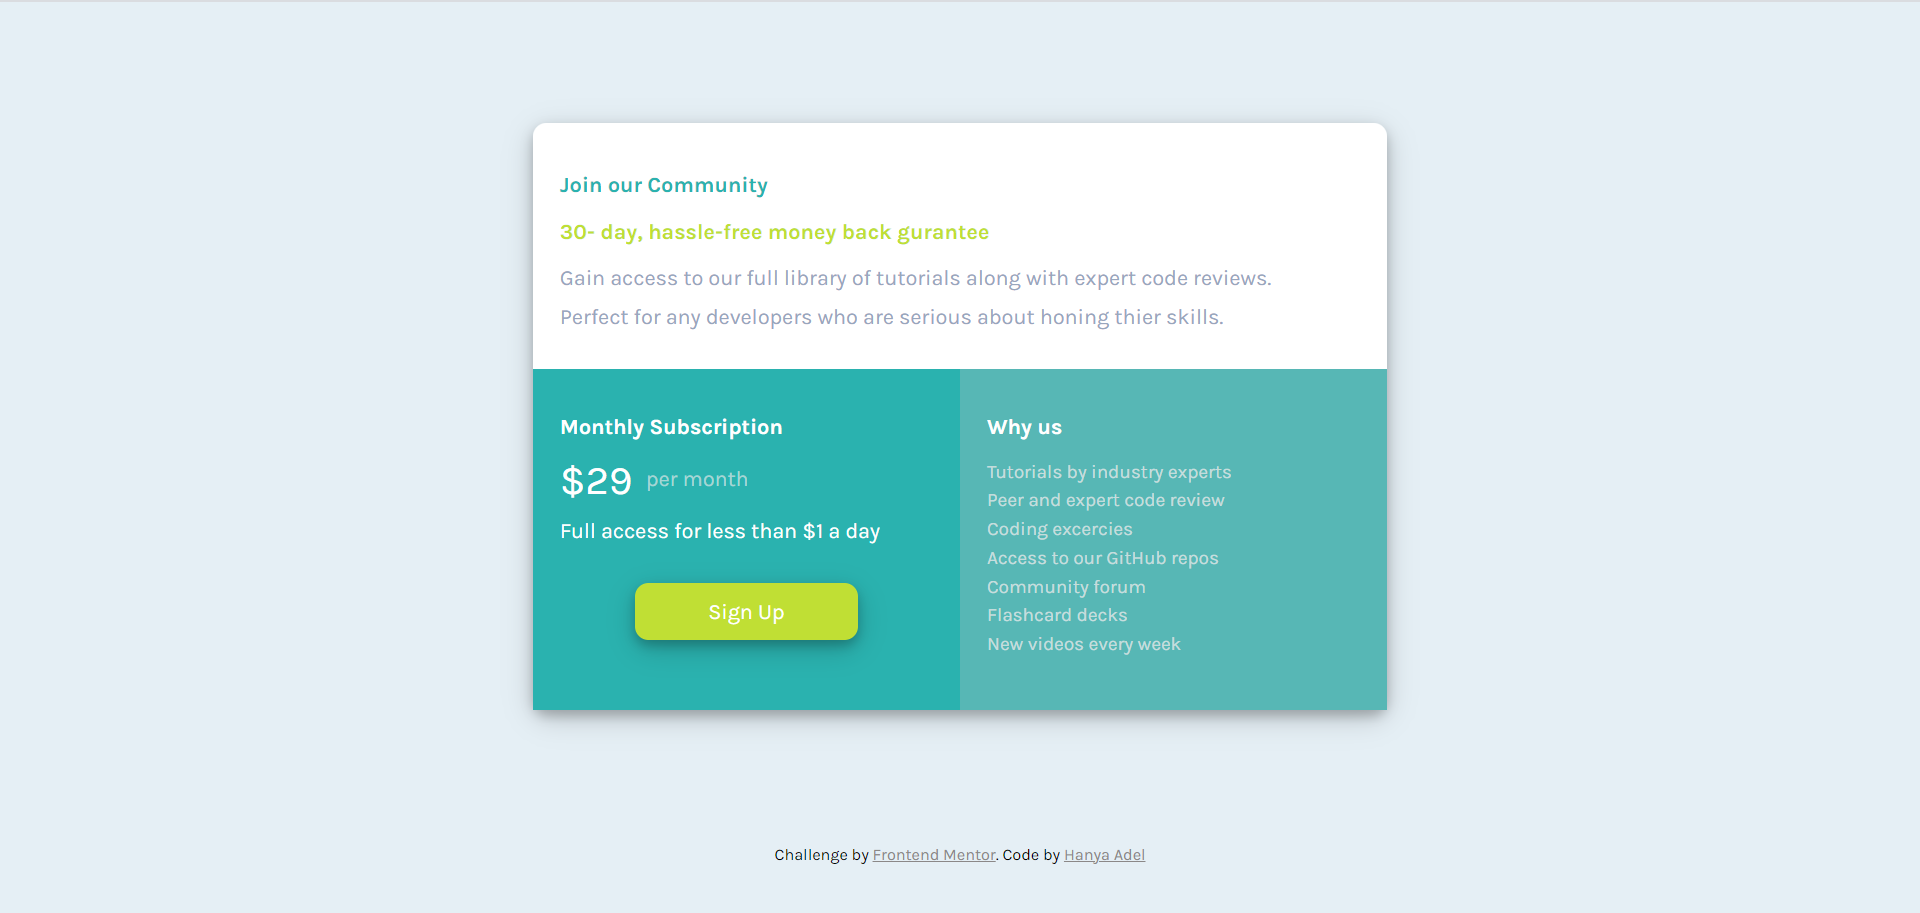 Join our Community
30- day, hassle-free money back gurantee
Gain access to our full library of tutorials along with expert code reviews.
Perfect for any developers who are serious about honing thier skills.
Monthly Subscription
$29 per month
Full access for less than $1 a day
Sign Up
Why us
Tutorials by industry experts
Peer and expert code review
Coding excercies
Access to our GitHub repos
Community forum
Flashcard decks
New videos every week
Challenge by Frontend Mentor. Code by Hanya Adel